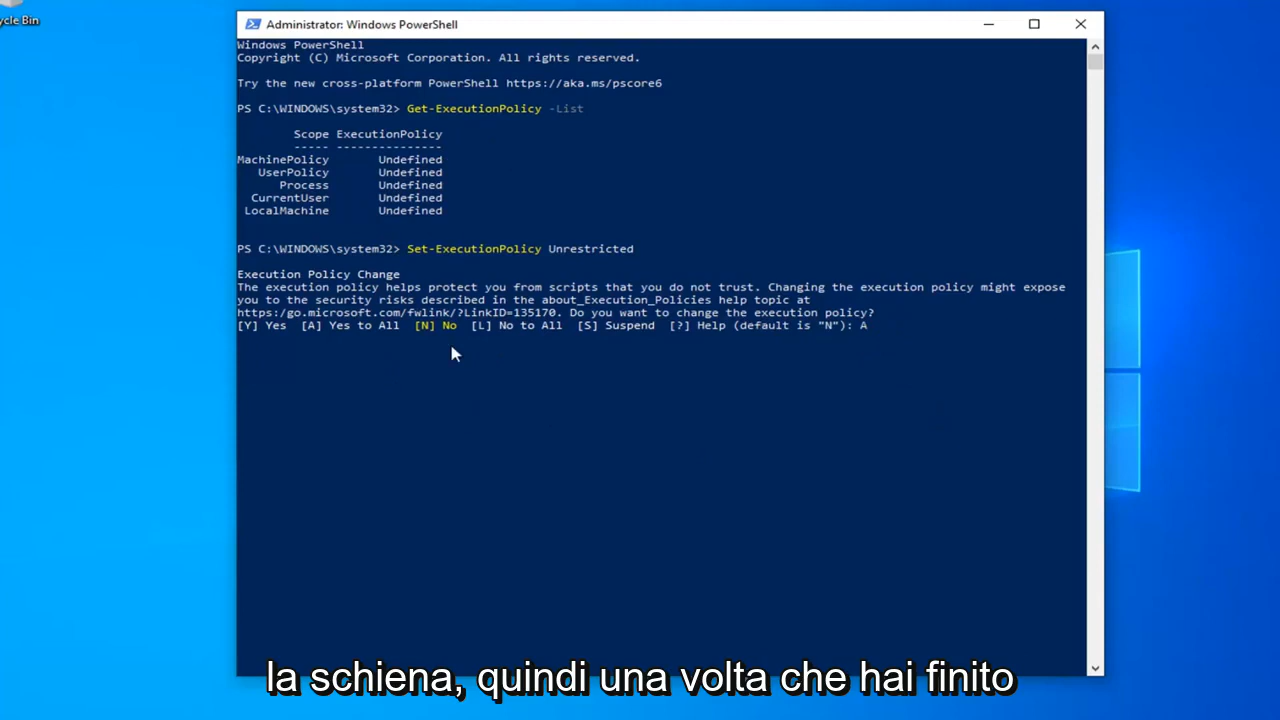 ycle Bin
Administrator: Windows PowerShell
Windows PowerShell
Copyright (C) Microsoft Corporation. All rights reserved.
Try the new cross-platform PowerShell https://aka.ms/pscore6
PS C:\WINDOWS\system32> Get-ExecutionPolicy -List
Scope ExecutionPolicy
----- ---------------
MachinePolicy Undefined
UserPolicy Undefined
Process Undefined
CurrentUser Undefined
LocalMachine Undefined
PS C:\WINDOWS\system32> Set-ExecutionPolicy Unrestricted
Execution Policy Change
The execution policy helps protect you from scripts that you do not trust. Changing the execution policy might expose
you to the security risks described in the about_Execution_Policies help topic at
https:/go.microsoft.com/fwlink/?LinkID=135170. Do you want to change the execution policy?
[Y] Yes [A] Yes to All [N] No [L] No to All [S] Suspend [?] Help (default is "N"): A
la schiena, quindi una volta che hai finito